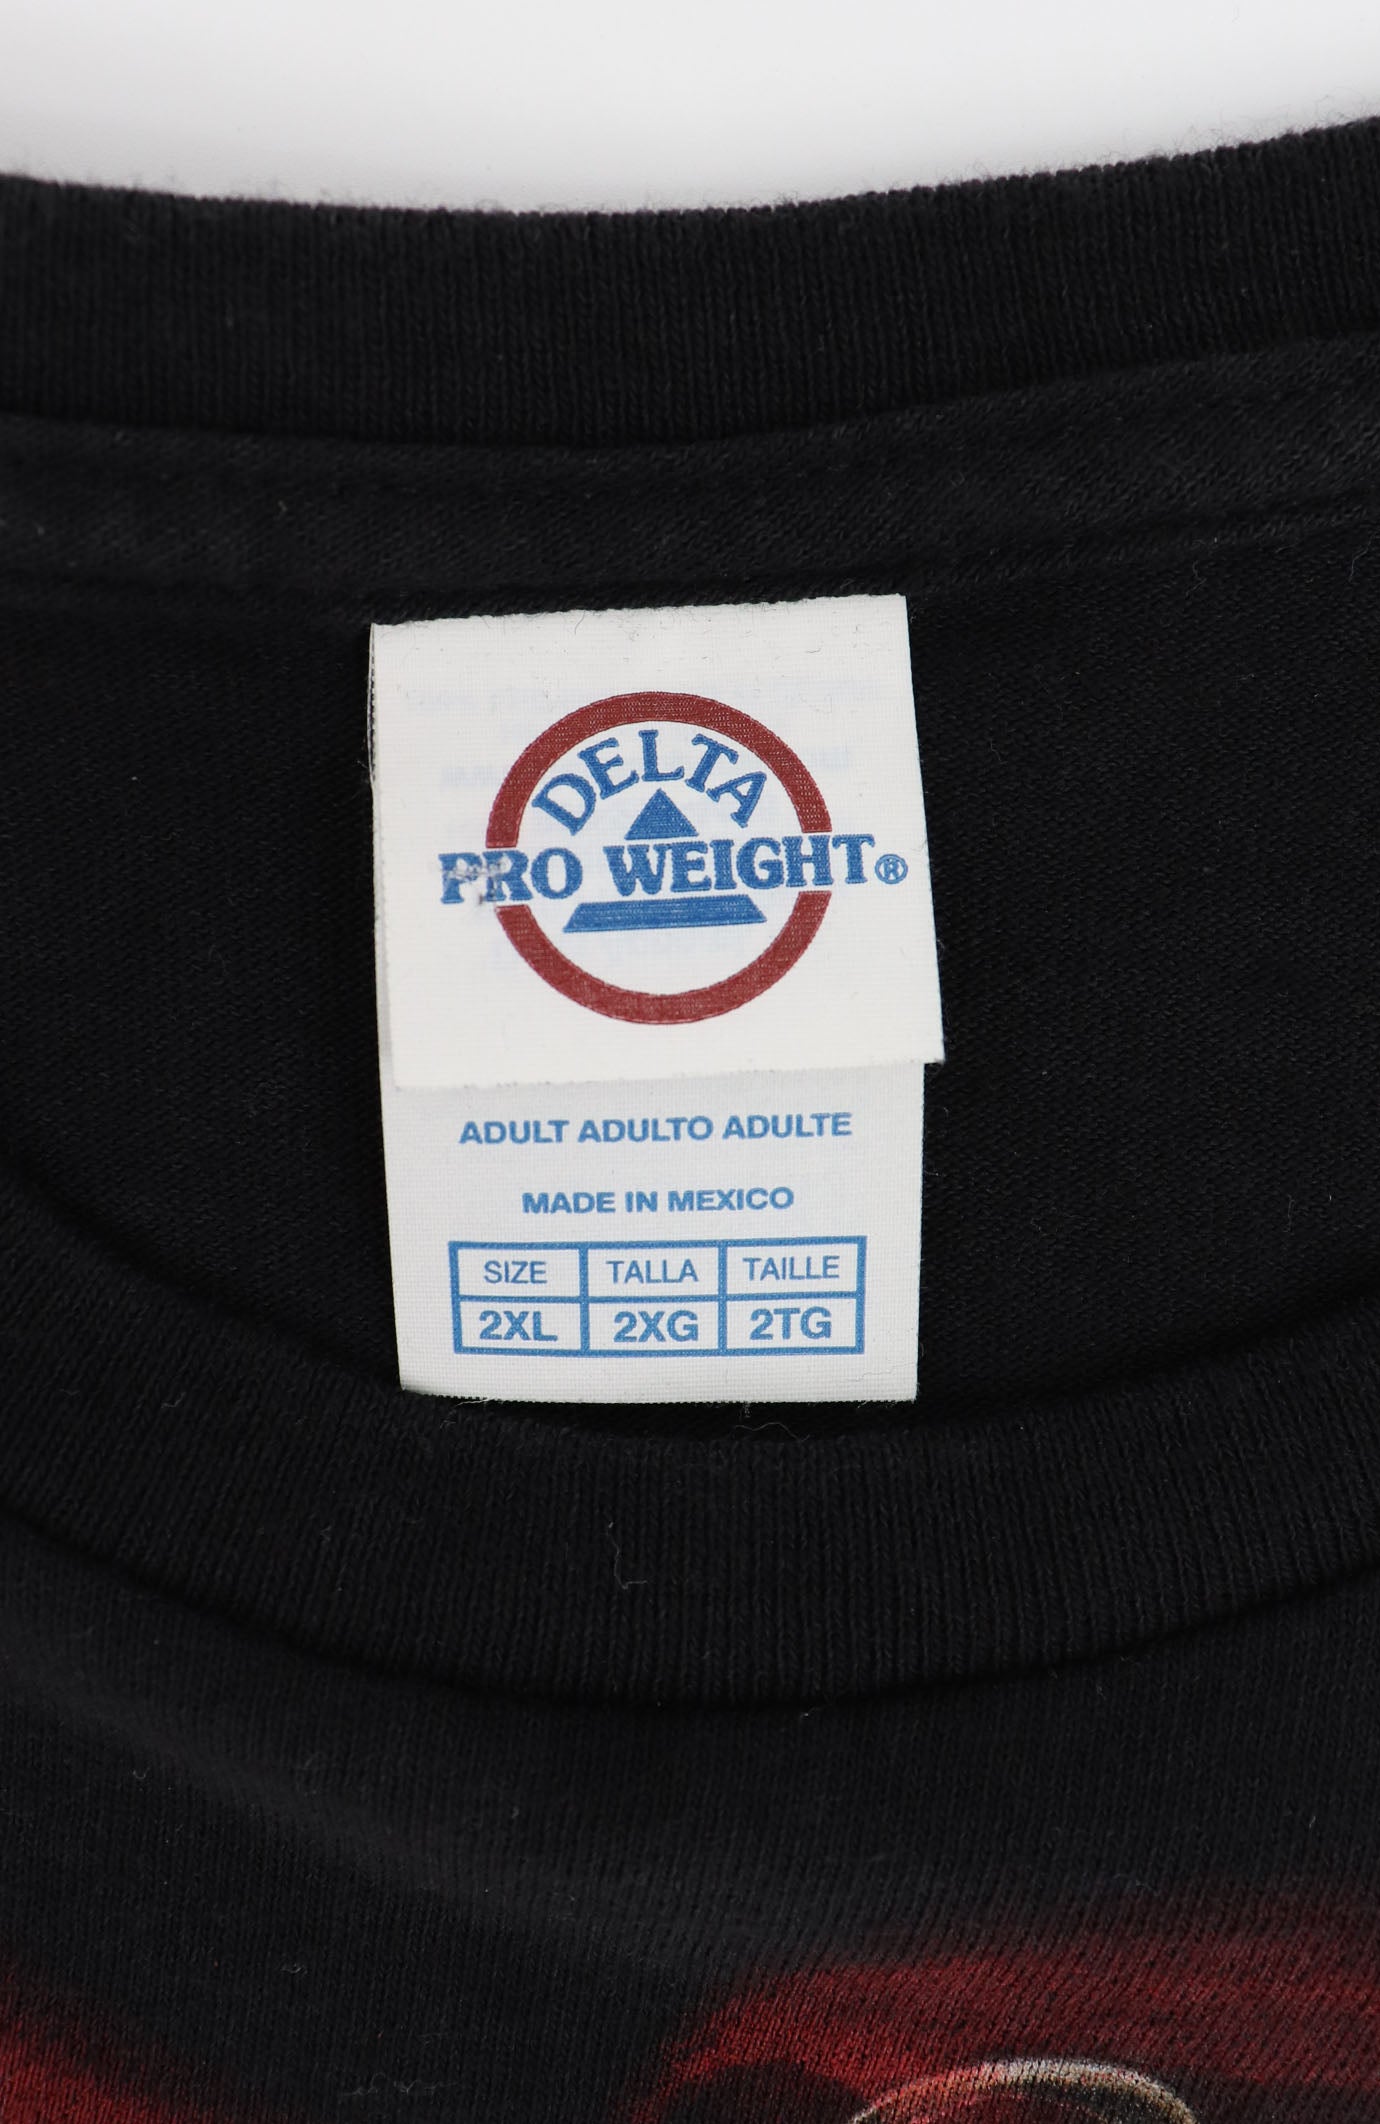 DELTA
PRO WEIGHT®
ADULT ADULTO ADULTE
MADE IN MEXICO
SIZE TALLA TAILLE
2XL 2XG 2TG